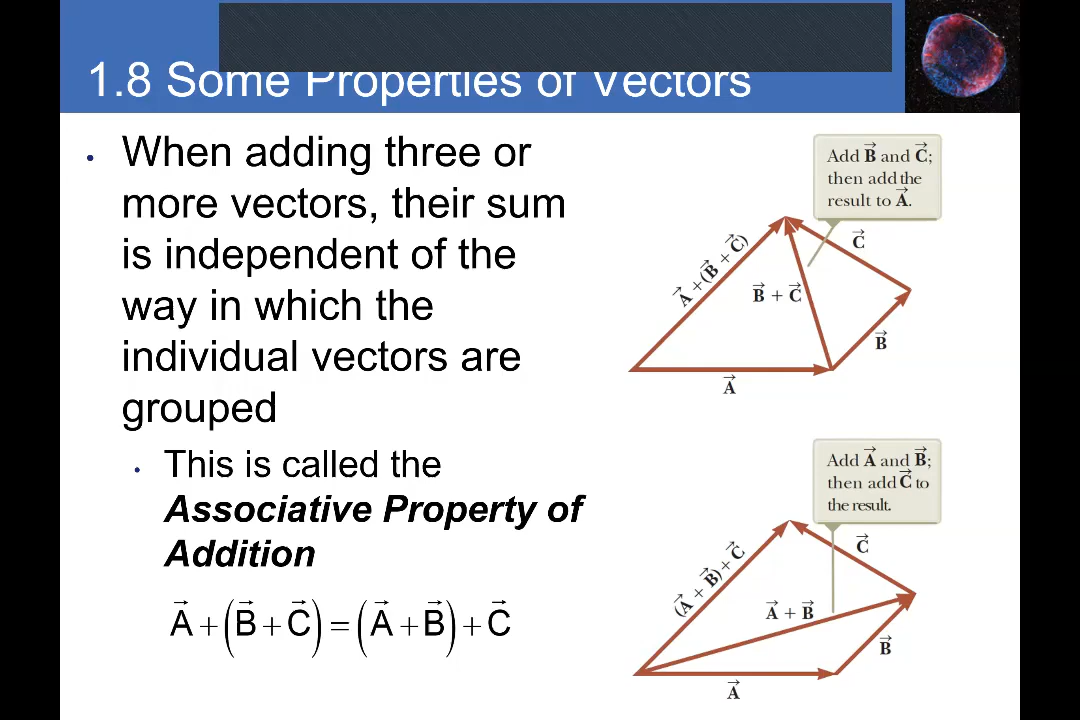 1.8 Some Properties of Vectors
• When adding three or
more vectors, their sum
is independent of the
way in which the
individual vectors are
grouped
• This is called the
Associative Property of
Addition
A⃗ + (B⃗ + C⃗) = (A⃗ + B⃗) + C⃗
Add B⃗ and C⃗;
then add the
result to A⃗.
C⃗
A⃗ + (B⃗ + C⃗)
B⃗ + C⃗
B⃗
A⃗
Add A⃗ and B⃗;
then add C⃗ to
the result.
C⃗
(A⃗ + B⃗) + C⃗
A⃗ + B⃗
B⃗
A⃗